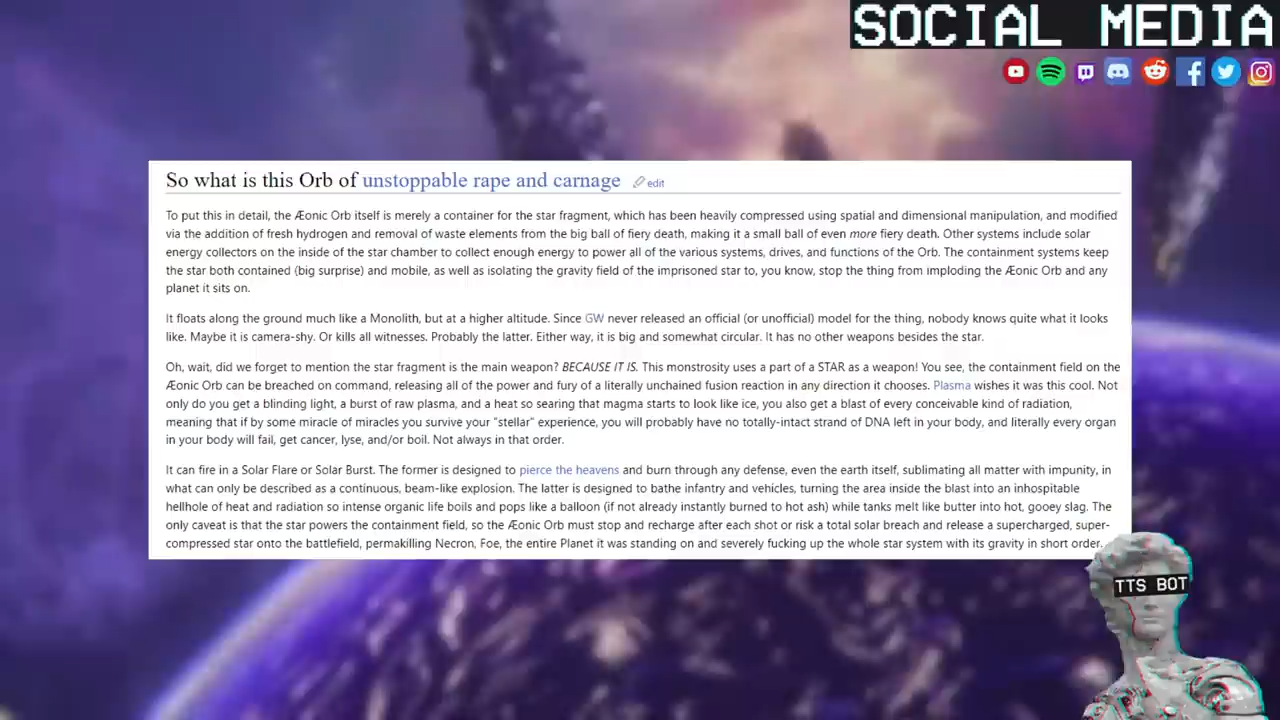 SOCIAL MEDIA
So what is this Orb of unstoppable rape and carnage edit
To put this in detail, the Æonic Orb itself is merely a container for the star fragment, which has been heavily compressed using spatial and dimensional manipulation, and modified
via the addition of fresh hydrogen and removal of waste elements from the big ball of fiery death, making it a small ball of even more fiery death. Other systems include solar
energy collectors on the inside of the star chamber to collect enough energy to power all of the various systems, drives, and functions of the Orb. The containment systems keep
the star both contained (big surprise) and mobile, as well as isolating the gravity field of the imprisoned star to, you know, stop the thing from imploding the Æonic Orb and any
planet it sits on.
It floats along the ground much like a Monolith, but at a higher altitude. Since GW never released an official (or unofficial) model for the thing, nobody knows quite what it looks
like. Maybe it is camera-shy. Or kills all witnesses. Probably the latter. Either way, it is big and somewhat circular. It has no other weapons besides the star.
Oh, wait, did we forget to mention the star fragment is the main weapon? BECAUSE IT IS. This monstrosity uses a part of a STAR as a weapon! You see, the containment field on the
Æonic Orb can be breached on command, releasing all of the power and fury of a literally unchained fusion reaction in any direction it chooses. Plasma wishes it was this cool. Not
only do you get a blinding light, a burst of raw plasma, and a heat so searing that magma starts to look like ice, you also get a blast of every conceivable kind of radiation,
meaning that if by some miracle of miracles you survive your "stellar" experience, you will probably have no totally-intact strand of DNA left in your body, and literally every organ
in your body will fail, get cancer, lyse, and/or boil. Not always in that order.
It can fire in a Solar Flare or Solar Burst. The former is designed to pierce the heavens and burn through any defense, even the earth itself, sublimating all matter with impunity, in
what can only be described as a continuous, beam-like explosion. The latter is designed to bathe infantry and vehicles, turning the area inside the blast into an inhospitable
hellhole of heat and radiation so intense organic life boils and pops like a balloon (if not already instantly burned to hot ash) while tanks melt like butter into hot, gooey slag. The
only caveat is that the star powers the containment field, so the Æonic Orb must stop and recharge after each shot or risk a total solar breach and release a supercharged, super-
compressed star onto the battlefield, permakilling Necron, Foe, the entire Planet it was standing on and severely fucking up the whole star system with its gravity in short order.
TTS BOT